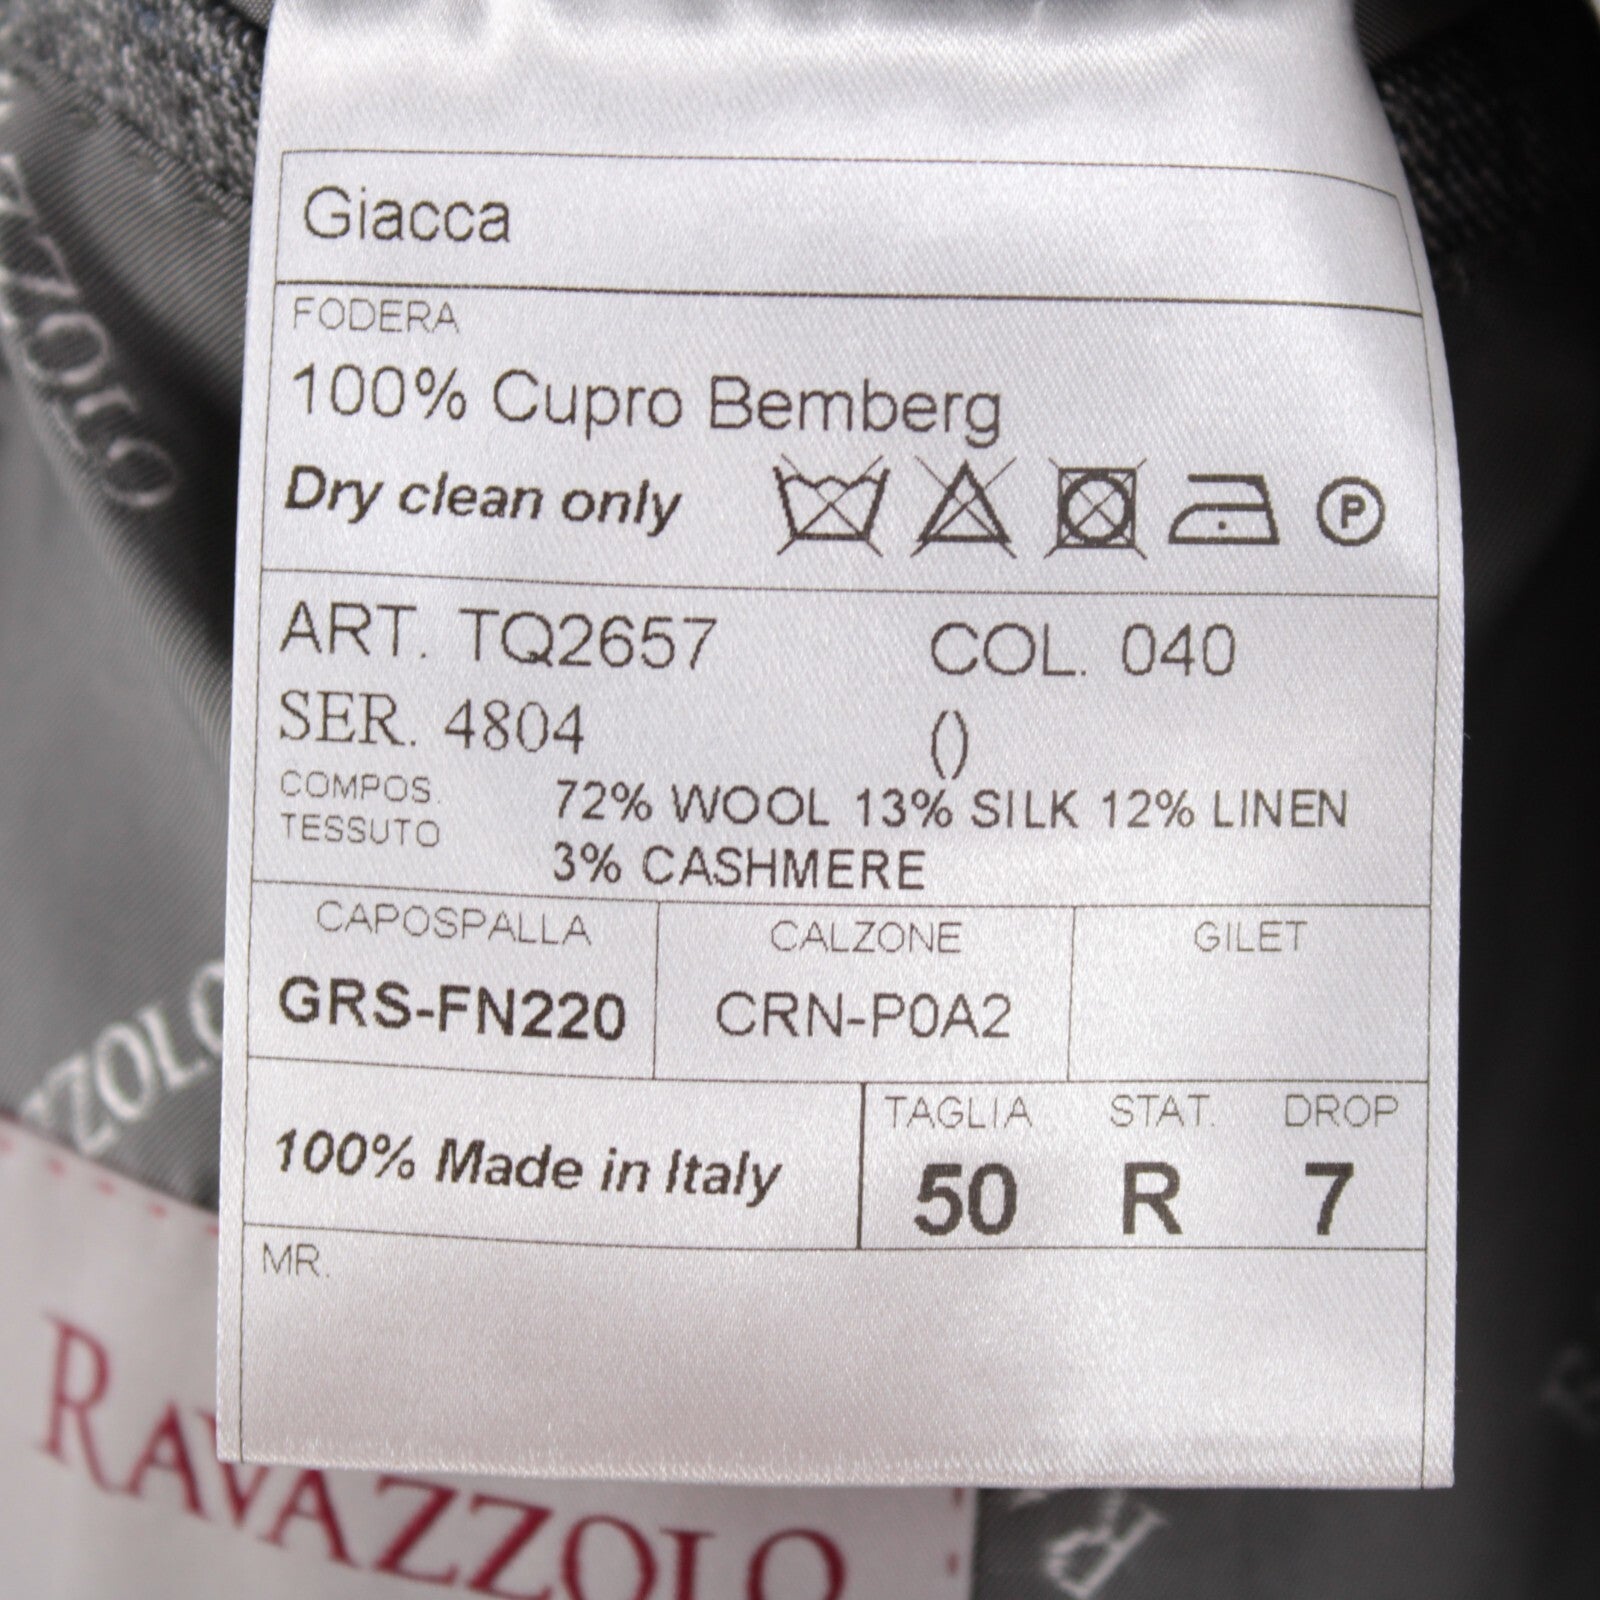 Giacca
FODERA
100% Cupro Bemberg
Dry clean only
P
ART. TQ2657 COL. 040
SER. 4804 ()
COMPOS. TESSUTO
72% WOOL 13% SILK 12% LINEN
3% CASHMERE
CAPOSPALLA CALZONE GILET
GRS-FN220 CRN-P0A2
100% Made in Italy
TAGLIA STAT. DROP
50 R 7
MR.
RAVAZZOLO
ZZOLO
ZZOLO